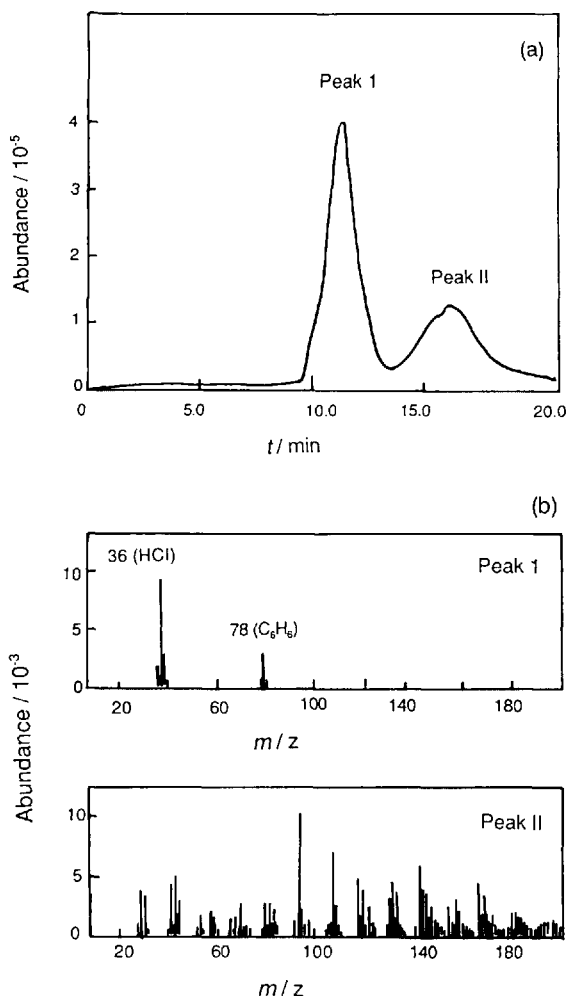 (a)
Peak 1
Peak II
4
3
2
1
0
Abundance / 10⁻⁵
0 5.0 10.0 15.0 20.0
t / min
(b)
36 (HCl)
Peak 1
78 (C₆H₆)
10
5
0
20 60 100 140 180
m / z
Abundance / 10⁻³
Peak II
10
5
0
20 60 100 140 180
m / z